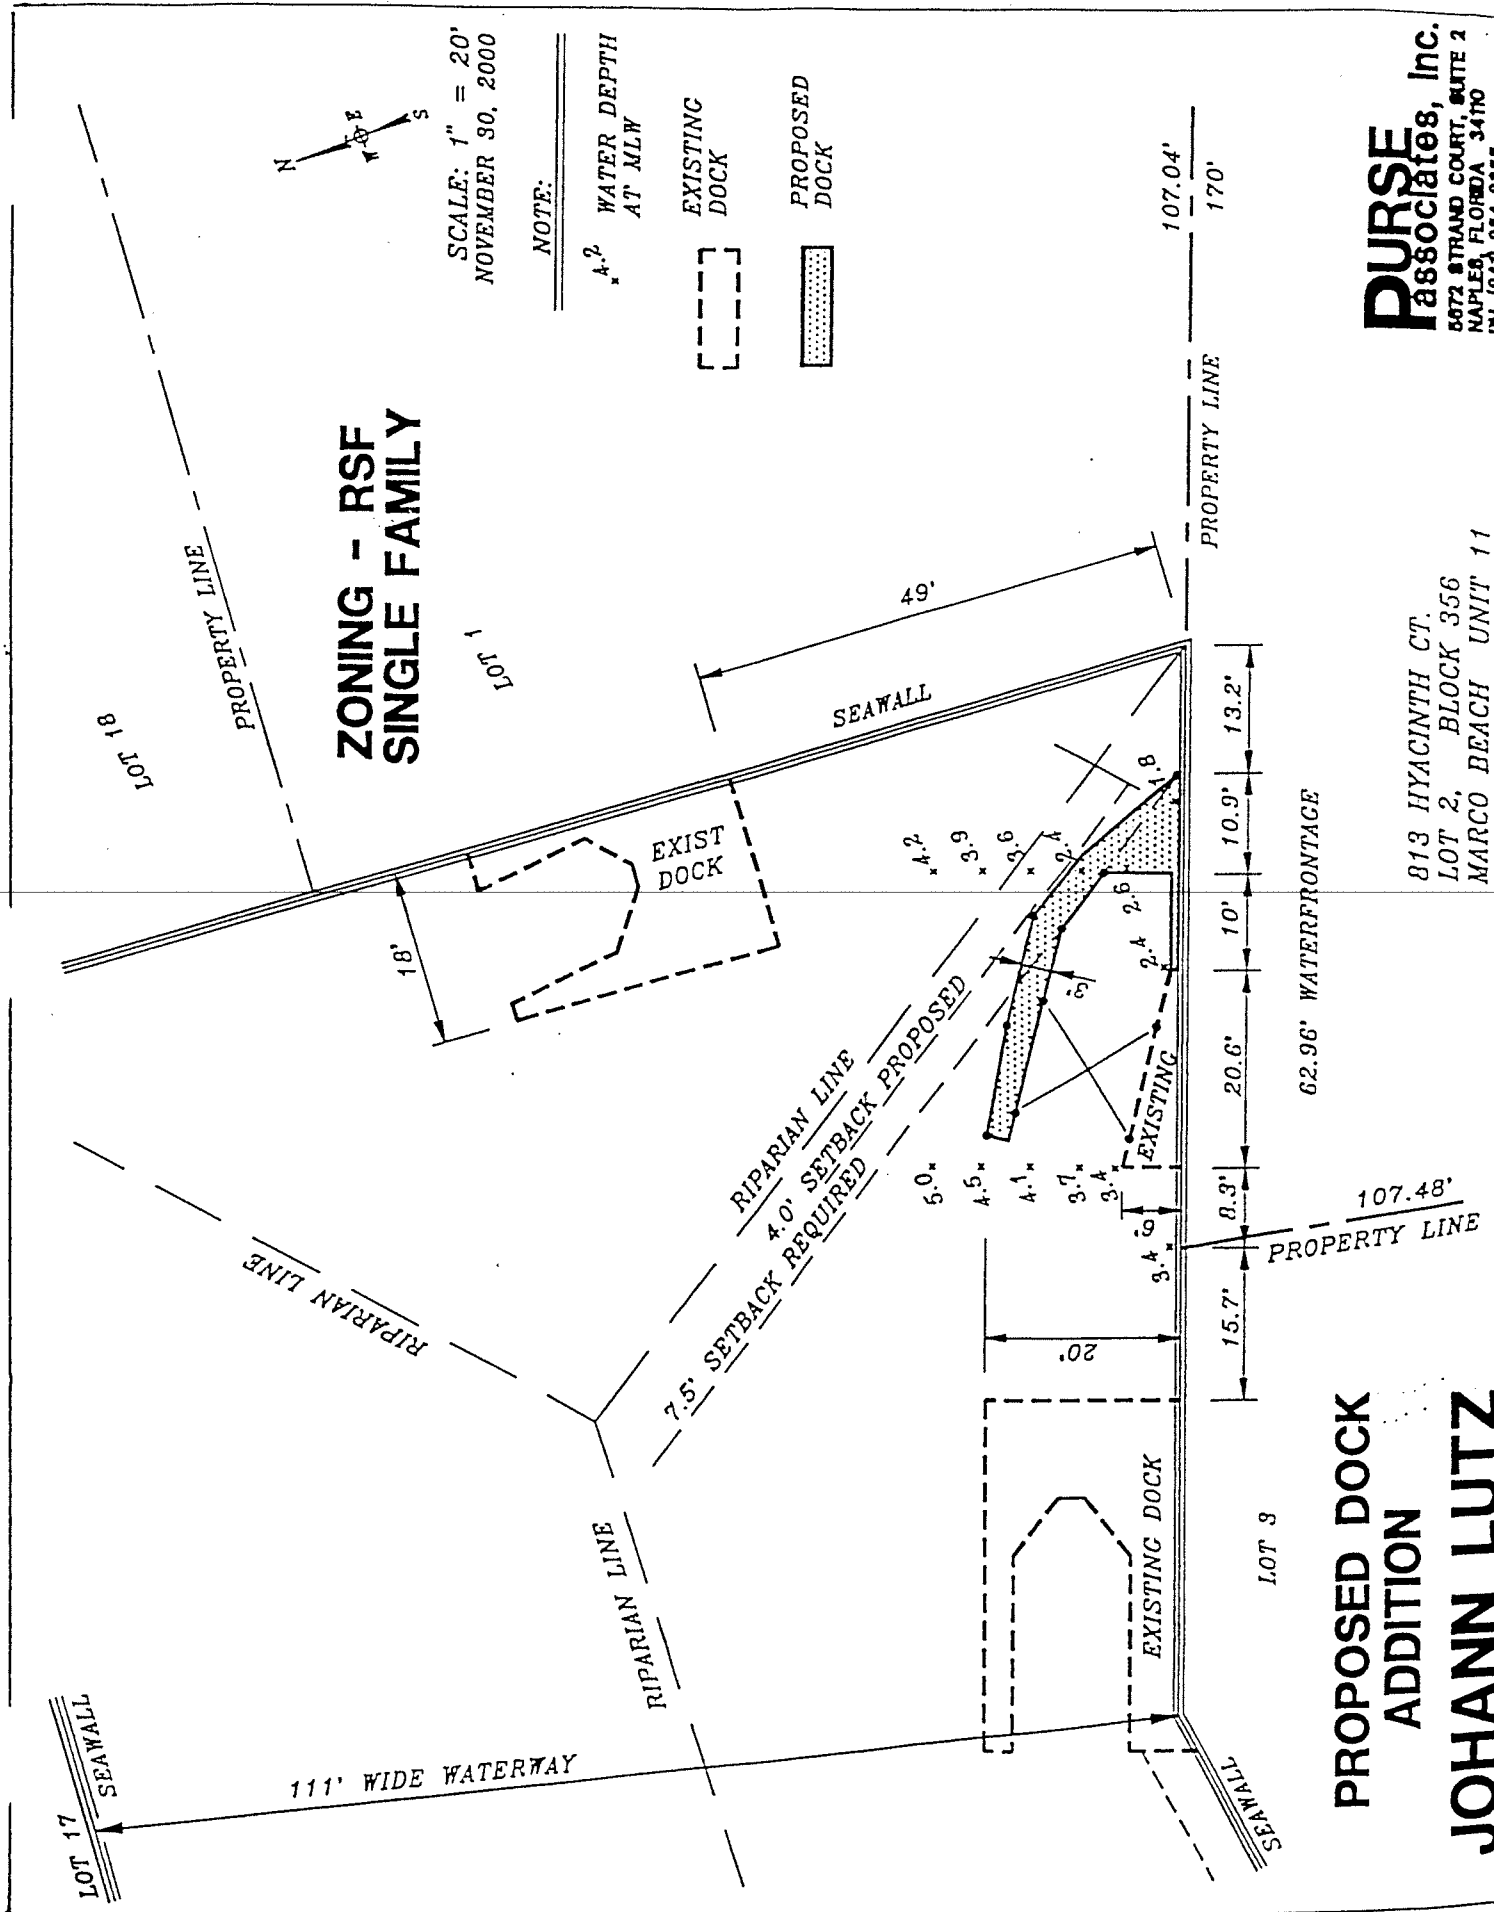 SCALE: 1" = 20'
NOVEMBER 30, 2000
N
E
W
S
NOTE:
4.2
WATER DEPTH
AT MLW
EXISTING
DOCK
PROPOSED
DOCK
ZONING - RSF
SINGLE FAMILY
LOT 18
PROPERTY LINE
LOT 1
SEAWALL
49'
EXIST
DOCK
18'
107.04'
170'
PROPERTY LINE
RIPARIAN LINE
RIPARIAN LINE
4.0' SETBACK PROPOSED
7.5' SETBACK REQUIRED
RIPARIAN LINE
4.2
3.9
3.6
2.4
1.8
2.6
2.4
3'
5.0
4.5
4.1
3.7
3.4
3.4
EXISTING
6'
20'
15.7'
8.3'
20.6'
10'
10.9'
13.2'
62.96' WATERFRONTAGE
107.48'
PROPERTY LINE
LOT 17
SEAWALL
111' WIDE WATERWAY
EXISTING DOCK
SEAWALL
LOT 3
813 HYACINTH CT.
LOT 2, BLOCK 356
MARCO BEACH UNIT 11
PROPOSED DOCK
ADDITION
JOHANN LUTZ
PURSE
associates, Inc.
5672 STRAND COURT, SUITE 2
NAPLES, FLORIDA 34110